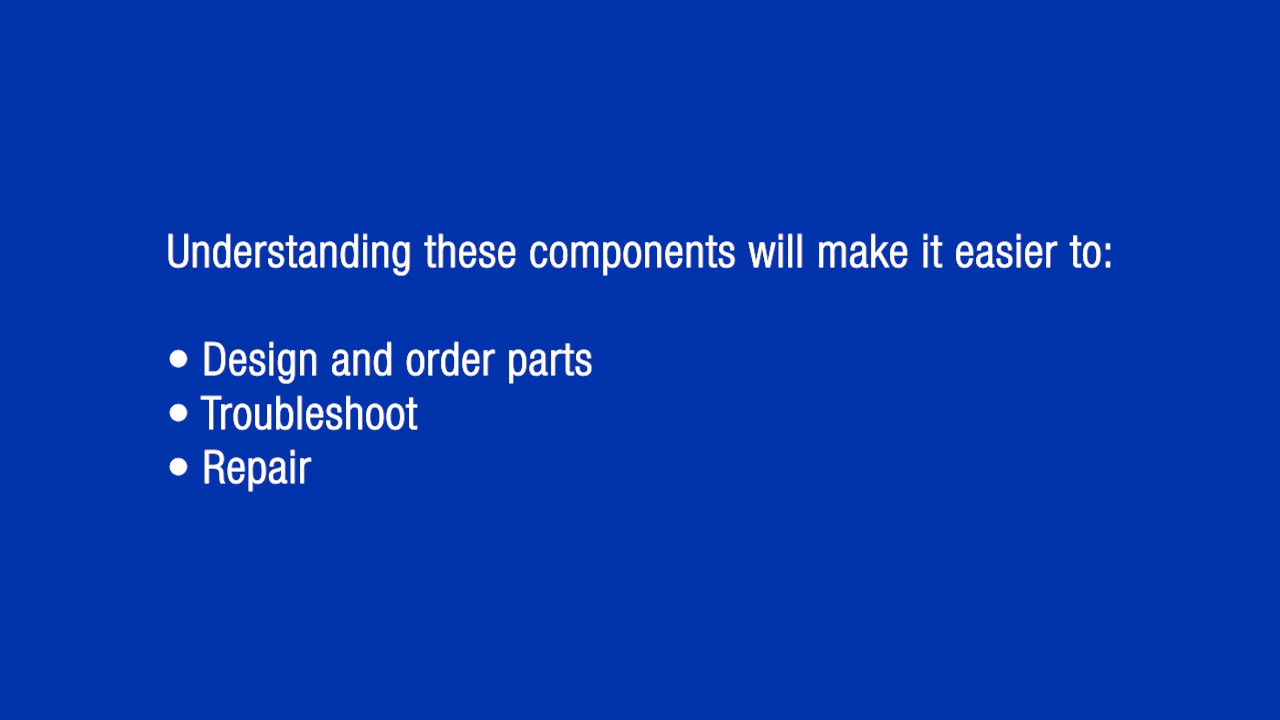 Understanding these components will make it easier to:
• Design and order parts
• Troubleshoot
• Repair